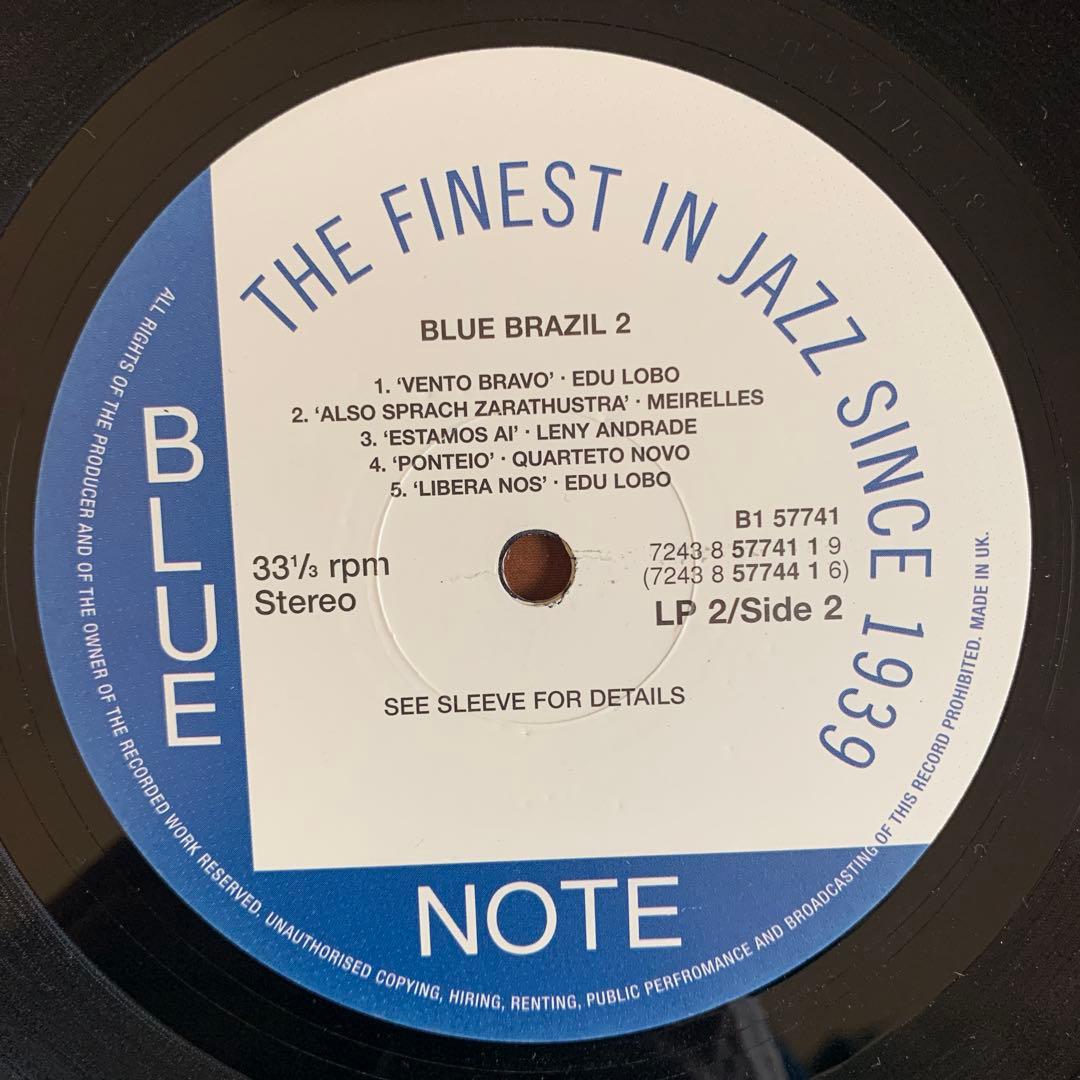 THE FINEST IN JAZZ SINCE 1939
BLUE BRAZIL 2
1. ‘VENTO BRAVO’ · EDU LOBO
2. ‘ALSO SPRACH ZARATHUSTRA’ · MEIRELLES
3. ‘ESTAMOS AI’ · LENY ANDRADE
4. ‘PONTEIO’ · QUARTETO NOVO
5. ‘LIBERA NOS’ · EDU LOBO
B1 57741
7243 8 57741 1 9
(7243 8 57744 1 6)
LP 2/Side 2
33⅓ rpm
Stereo
SEE SLEEVE FOR DETAILS
BLUE
NOTE
ALL RIGHTS OF THE PRODUCER AND OF THE OWNER OF THE RECORDED WORK RESERVED. UNAUTHORISED COPYING, HIRING, RENTING, PUBLIC PERFROMANCE AND BROADCASTING OF THIS RECORD PROHIBITED. MADE IN UK.